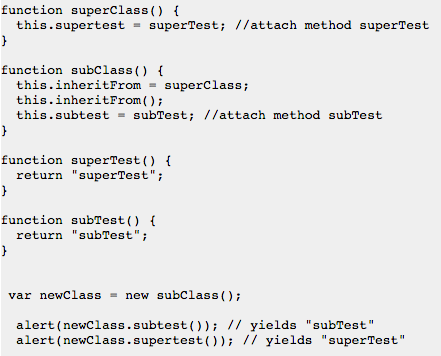 function superClass() {
  this.supertest = superTest; //attach method superTest
}

function subClass() {
  this.inheritFrom = superClass;
  this.inheritFrom();
  this.subtest = subTest; //attach method subTest
}

function superTest() {
  return "superTest";
}

function subTest() {
  return "subTest";
}


 var newClass = new subClass();

  alert(newClass.subtest()); // yields "subTest"
  alert(newClass.supertest()); // yields "superTest"